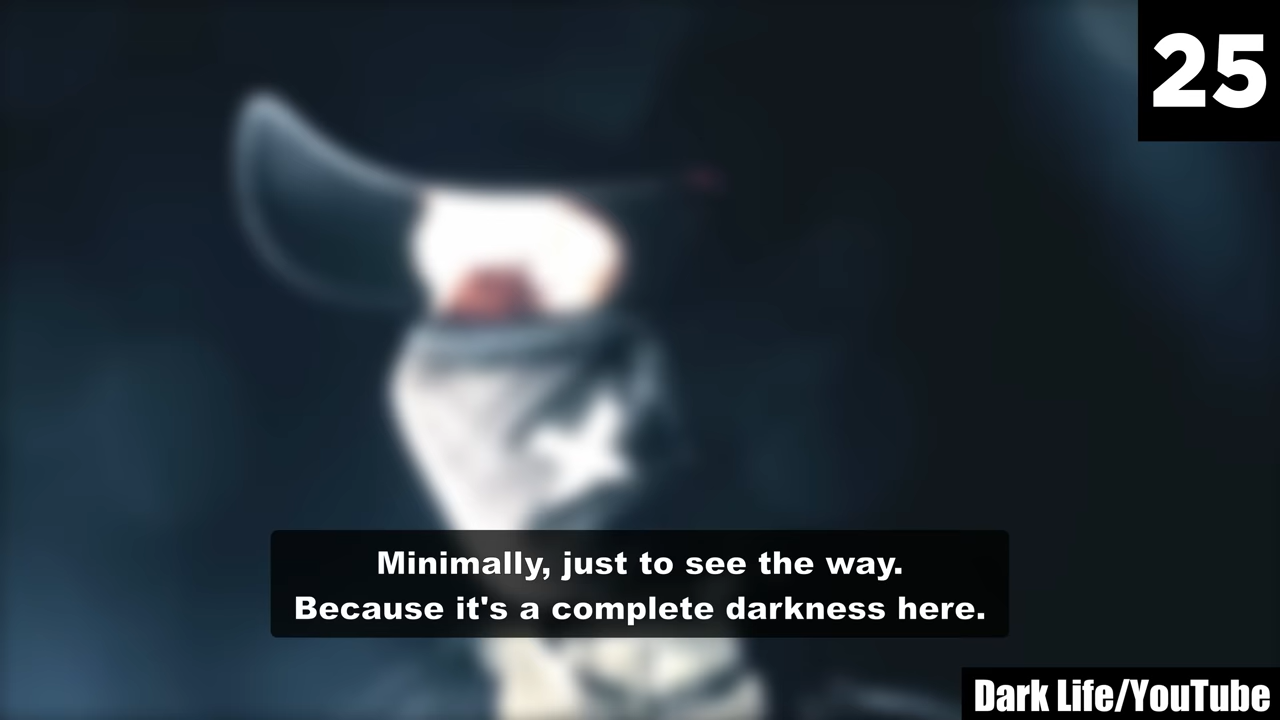 25
Minimally, just to see the way.
Because it's a complete darkness here.
Dark Life/YouTube